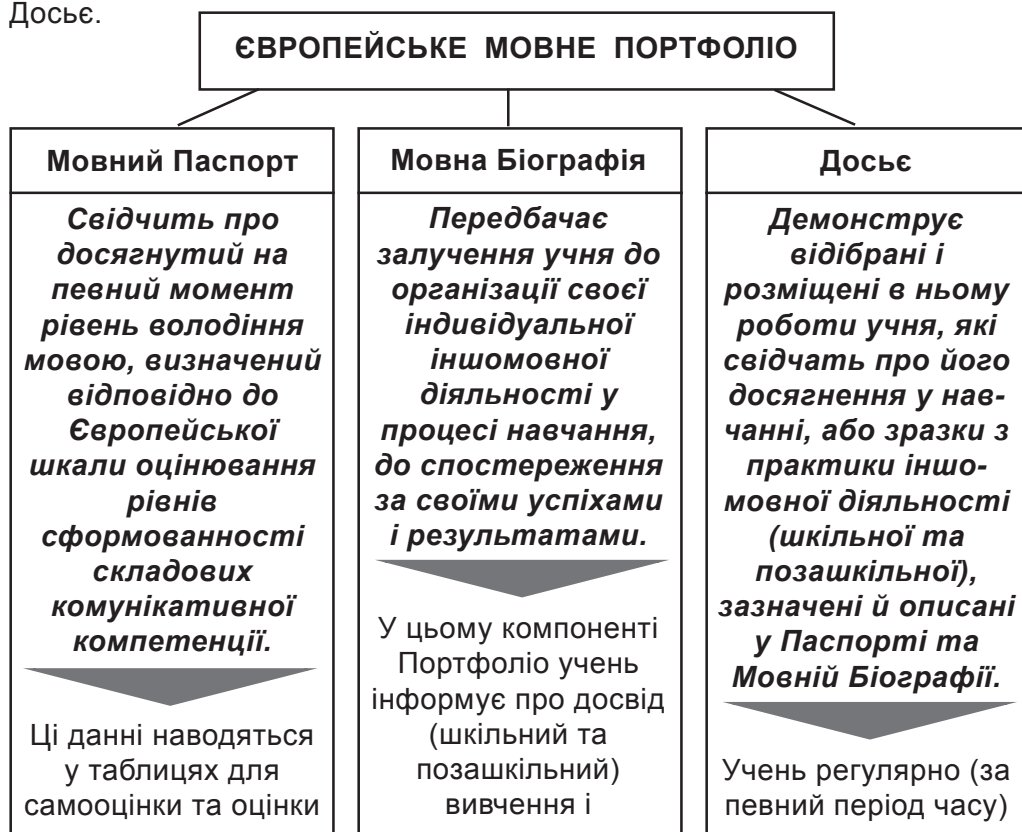 Досьє.
ЄВРОПЕЙСЬКЕ МОВНЕ ПОРТФОЛІО
Мовний Паспорт
Свідчить про
досягнутий на
певний момент
рівень володіння
мовою, визначений
відповідно до
Європейської
шкали оцінювання
рівнів
сформованності
складових
комунікативної
компетенції.
Ці данні наводяться
у таблицях для
самооцінки та оцінки
Мовна Біографія
Передбачає
залучення учня до
організації своєї
індивідуальної
іншомовної
діяльності у
процесі навчання,
до спостереження
за своїми успіхами
і результатами.
У цьому компоненті
Портфоліо учень
інформує про досвід
(шкільний та
позашкільний)
вивчення і
Досьє
Демонструє
відібрані і
розміщені в ньому
роботи учня, які
свідчать про його
досягнення у нав-
чанні, або зразки з
практики іншо-
мовної діяльності
(шкільної та
позашкільної),
зазначені й описані
у Паспорті та
Мовній Біографії.
Учень регулярно (за
певний період часу)